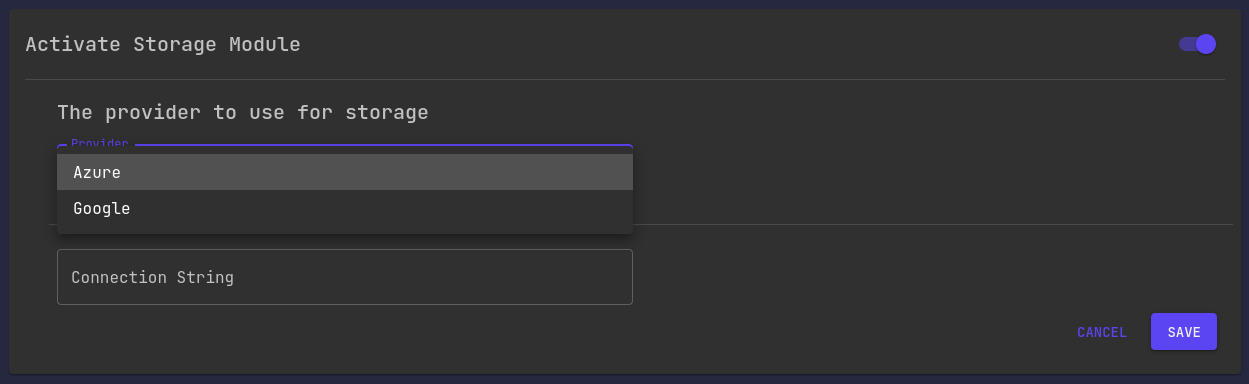 Activate Storage Module
The provider to use for storage
Provider
Azure
Google
Connection String
CANCEL
SAVE